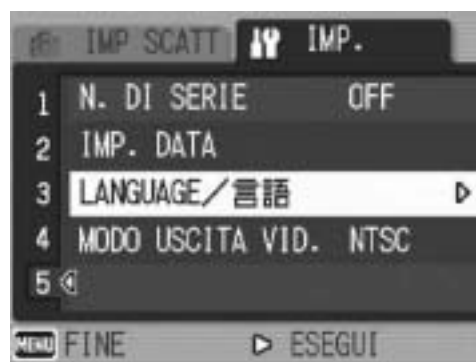 IMP SCATT IMP.
1 N. DI SERIE OFF
2 IMP. DATA
3 LANGUAGE/言語
4 MODO USCITA VID. NTSC
5
MENU FINE ESEGUI